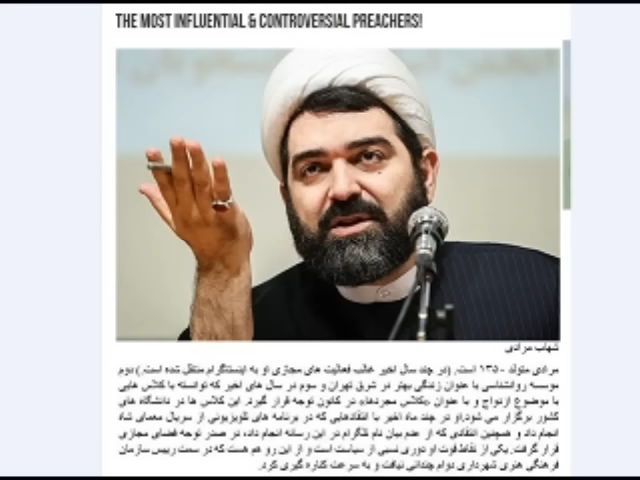 THE MOST INFLUENTIAL & CONTROVERSIAL PREACHERS!
شهاب مرادی
مرادی متولد ۱۳۵۰ است. (در چند سال اخیر غالب فعالیت های مجازی او به اینستاگرام منتقل شده است.) دوم
موسسه روانشناسی با عنوان زندگی بهتر در شرق تهران و سوم در سال های اخیر که توانسته با کلاس هایی
با موضوع ازدواج و با عنوان «کلاس مجردها» در کانون توجه قرار گیرد. این کلاس ها در دانشگاه های
کشور برگزار می شود.او در چند ماه اخیر با انتقادهایی که در برنامه های تلویزیونی از سریال معمای شاه
انجام داد و همچنین انتقادی که از عدم بیان نام تلگرام در این رسانه انجام داد، در صدر توجه فضای مجازی
قرار گرفت. یکی از نقاط قوت او دوری نسبی از سیاست است و از این رو هم هست که در سمت رییس سازمان
فرهنگی هنری شهرداری دوام چندانی نیافت و به سرعت کناره گیری کرد.